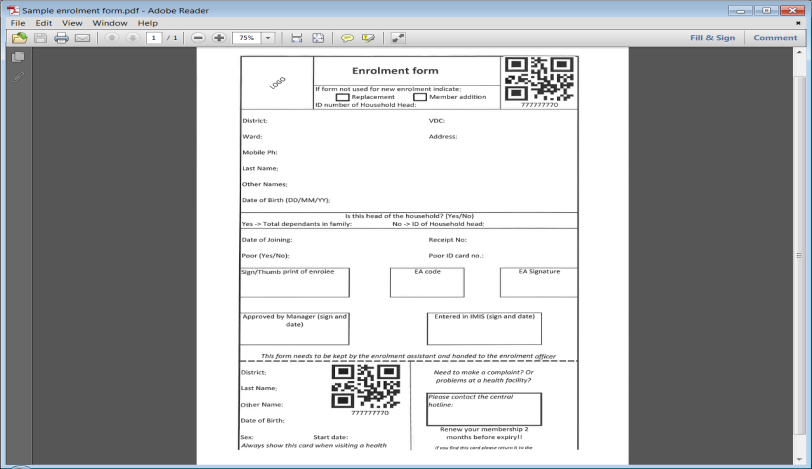 Sample enrolment form.pdf - Adobe Reader
File Edit View Window Help
1 / 1 75% Fill & Sign Comment
LOGO
Enrolment form
If form not used for new enrolment indicate:
Replacement Member addition
ID number of Household Head:
777777770
District: VDC:
Ward: Address:
Mobile Ph:
Last Name;
Other Names;
Date of Birth (DD/MM/YY);
Is this head of the household? (Yes/No)
Yes -> Total dependants in family: No -> ID of Household head;
Date of Joining: Receipt No:
Poor (Yes/No); Poor ID card no.:
Sign/Thumb print of enrolee EA code EA Signature
Approved by Manager (sign and date) Entered in IMIS (sign and date)
This form needs to be kept by the enrolment assistant and handed to the enrolment officer
District;
Last Name;
Other Name:
Date of Birth:
777777770
Sex: Start date:
Always show this card when visiting a health
Need to make a complaint? Or
problems at a health facility?
Please contact the central
hotline:
Renew your membership 2
months before expiry!!
If you find this card please return it to the